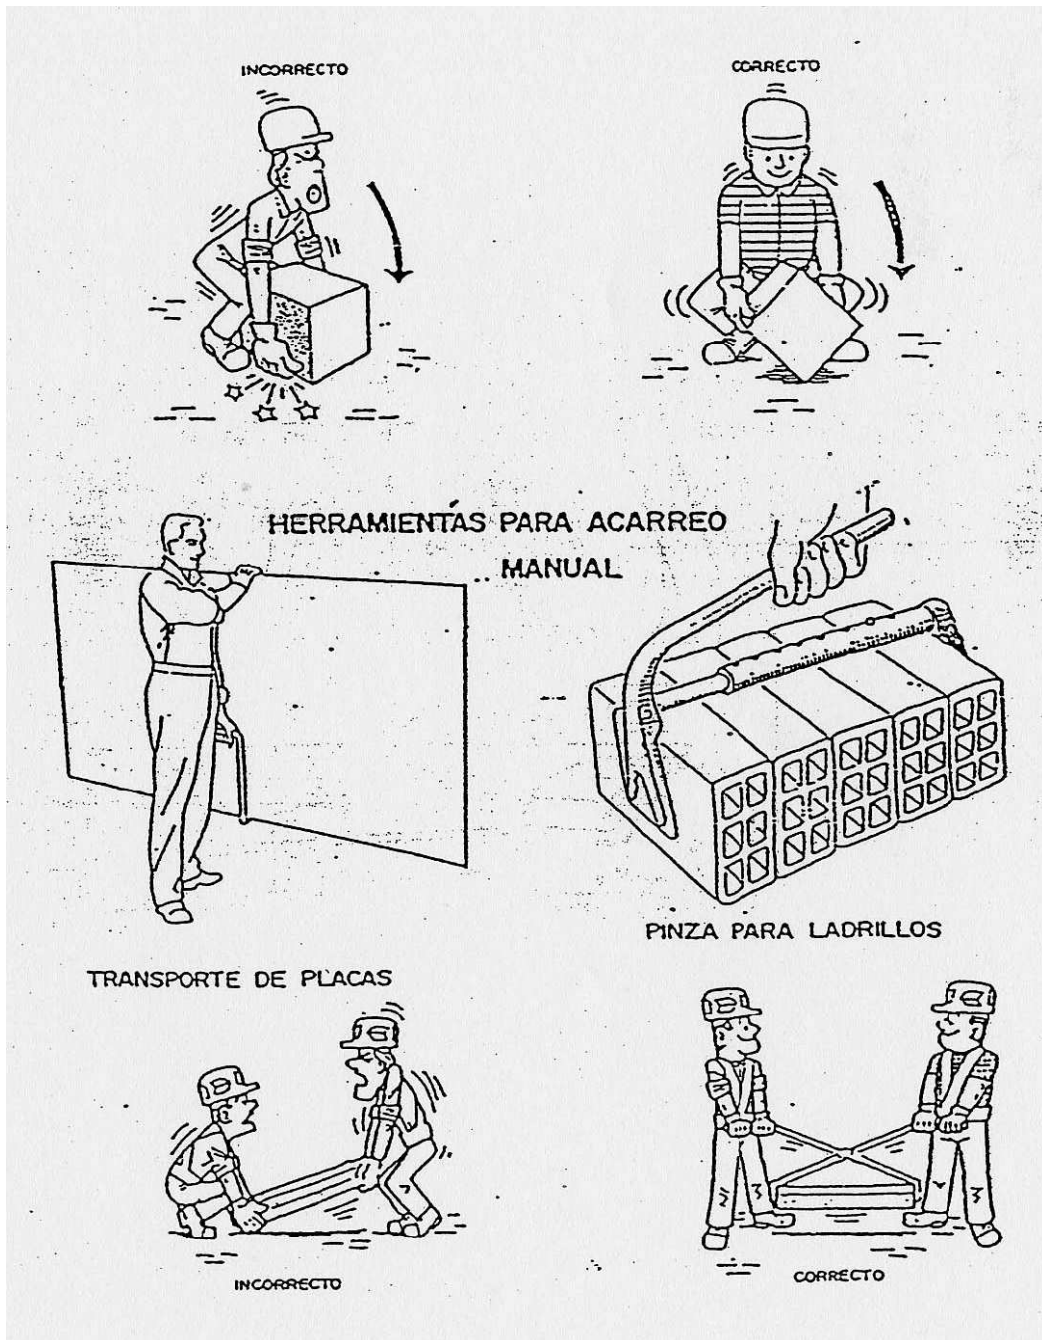 INCORRECTO
CORRECTO
HERRAMIENTAS PARA ACARREO
MANUAL
PINZA PARA LADRILLOS
TRANSPORTE DE PLACAS
INCORRECTO
CORRECTO